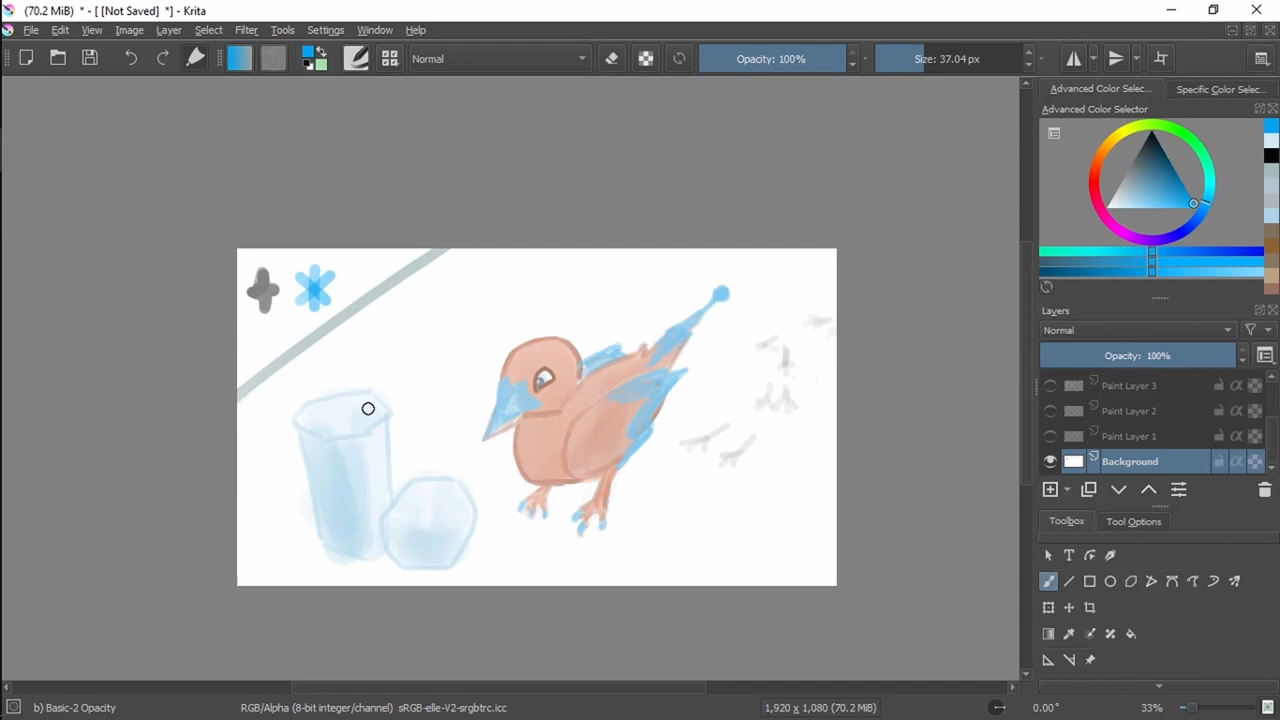 (70.2 MiB) * - [ [Not Saved] *] - Krita
File Edit View Image Layer Select Filter Tools Settings Window Help
Normal Opacity: 100% Size: 37.04 px
Advanced Color Selec... Specific Color Selec...
Advanced Color Selector
Layers
Normal
Opacity: 100%
Paint Layer 3
Paint Layer 2
Paint Layer 1
Background
Toolbox Tool Options
b) Basic-2 Opacity RGB/Alpha (8-bit integer/channel) sRGB-elle-V2-srgbtrc.icc 1,920 x 1,080 (70.2 MiB) 0.00° 33%